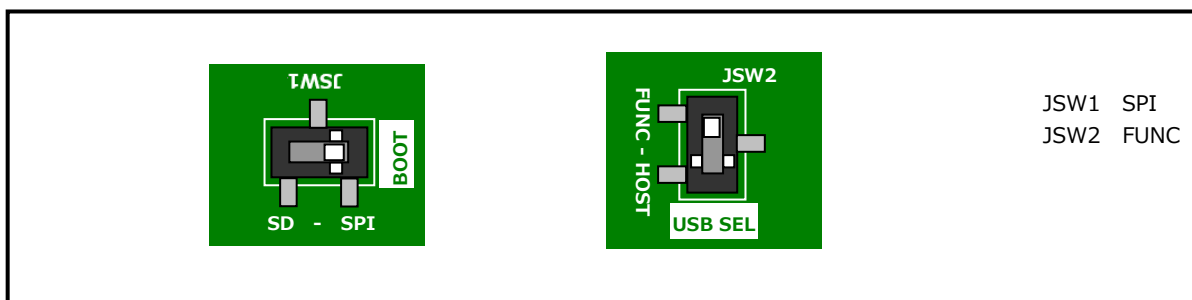 JSW1
BOOT
SD - SPI
JSW2
FUNC - HOST
USB SEL
JSW1 SPI
JSW2 FUNC